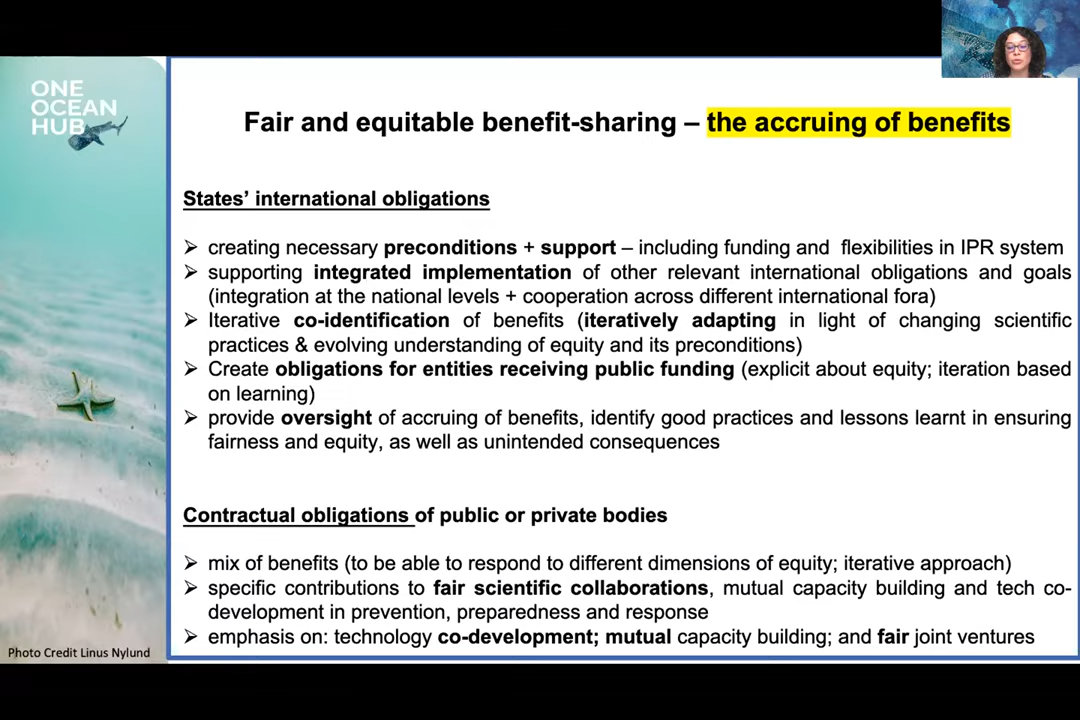 ONE
OCEAN
HUB
Fair and equitable benefit-sharing – the accruing of benefits
States' international obligations
➢ creating necessary preconditions + support – including funding and flexibilities in IPR system
➢ supporting integrated implementation of other relevant international obligations and goals
(integration at the national levels + cooperation across different international fora)
➢ Iterative co-identification of benefits (iteratively adapting in light of changing scientific
practices & evolving understanding of equity and its preconditions)
➢ Create obligations for entities receiving public funding (explicit about equity; iteration based
on learning)
➢ provide oversight of accruing of benefits, identify good practices and lessons learnt in ensuring
fairness and equity, as well as unintended consequences
Contractual obligations of public or private bodies
➢ mix of benefits (to be able to respond to different dimensions of equity; iterative approach)
➢ specific contributions to fair scientific collaborations, mutual capacity building and tech co-
development in prevention, preparedness and response
➢ emphasis on: technology co-development; mutual capacity building; and fair joint ventures
Photo Credit Linus Nylund